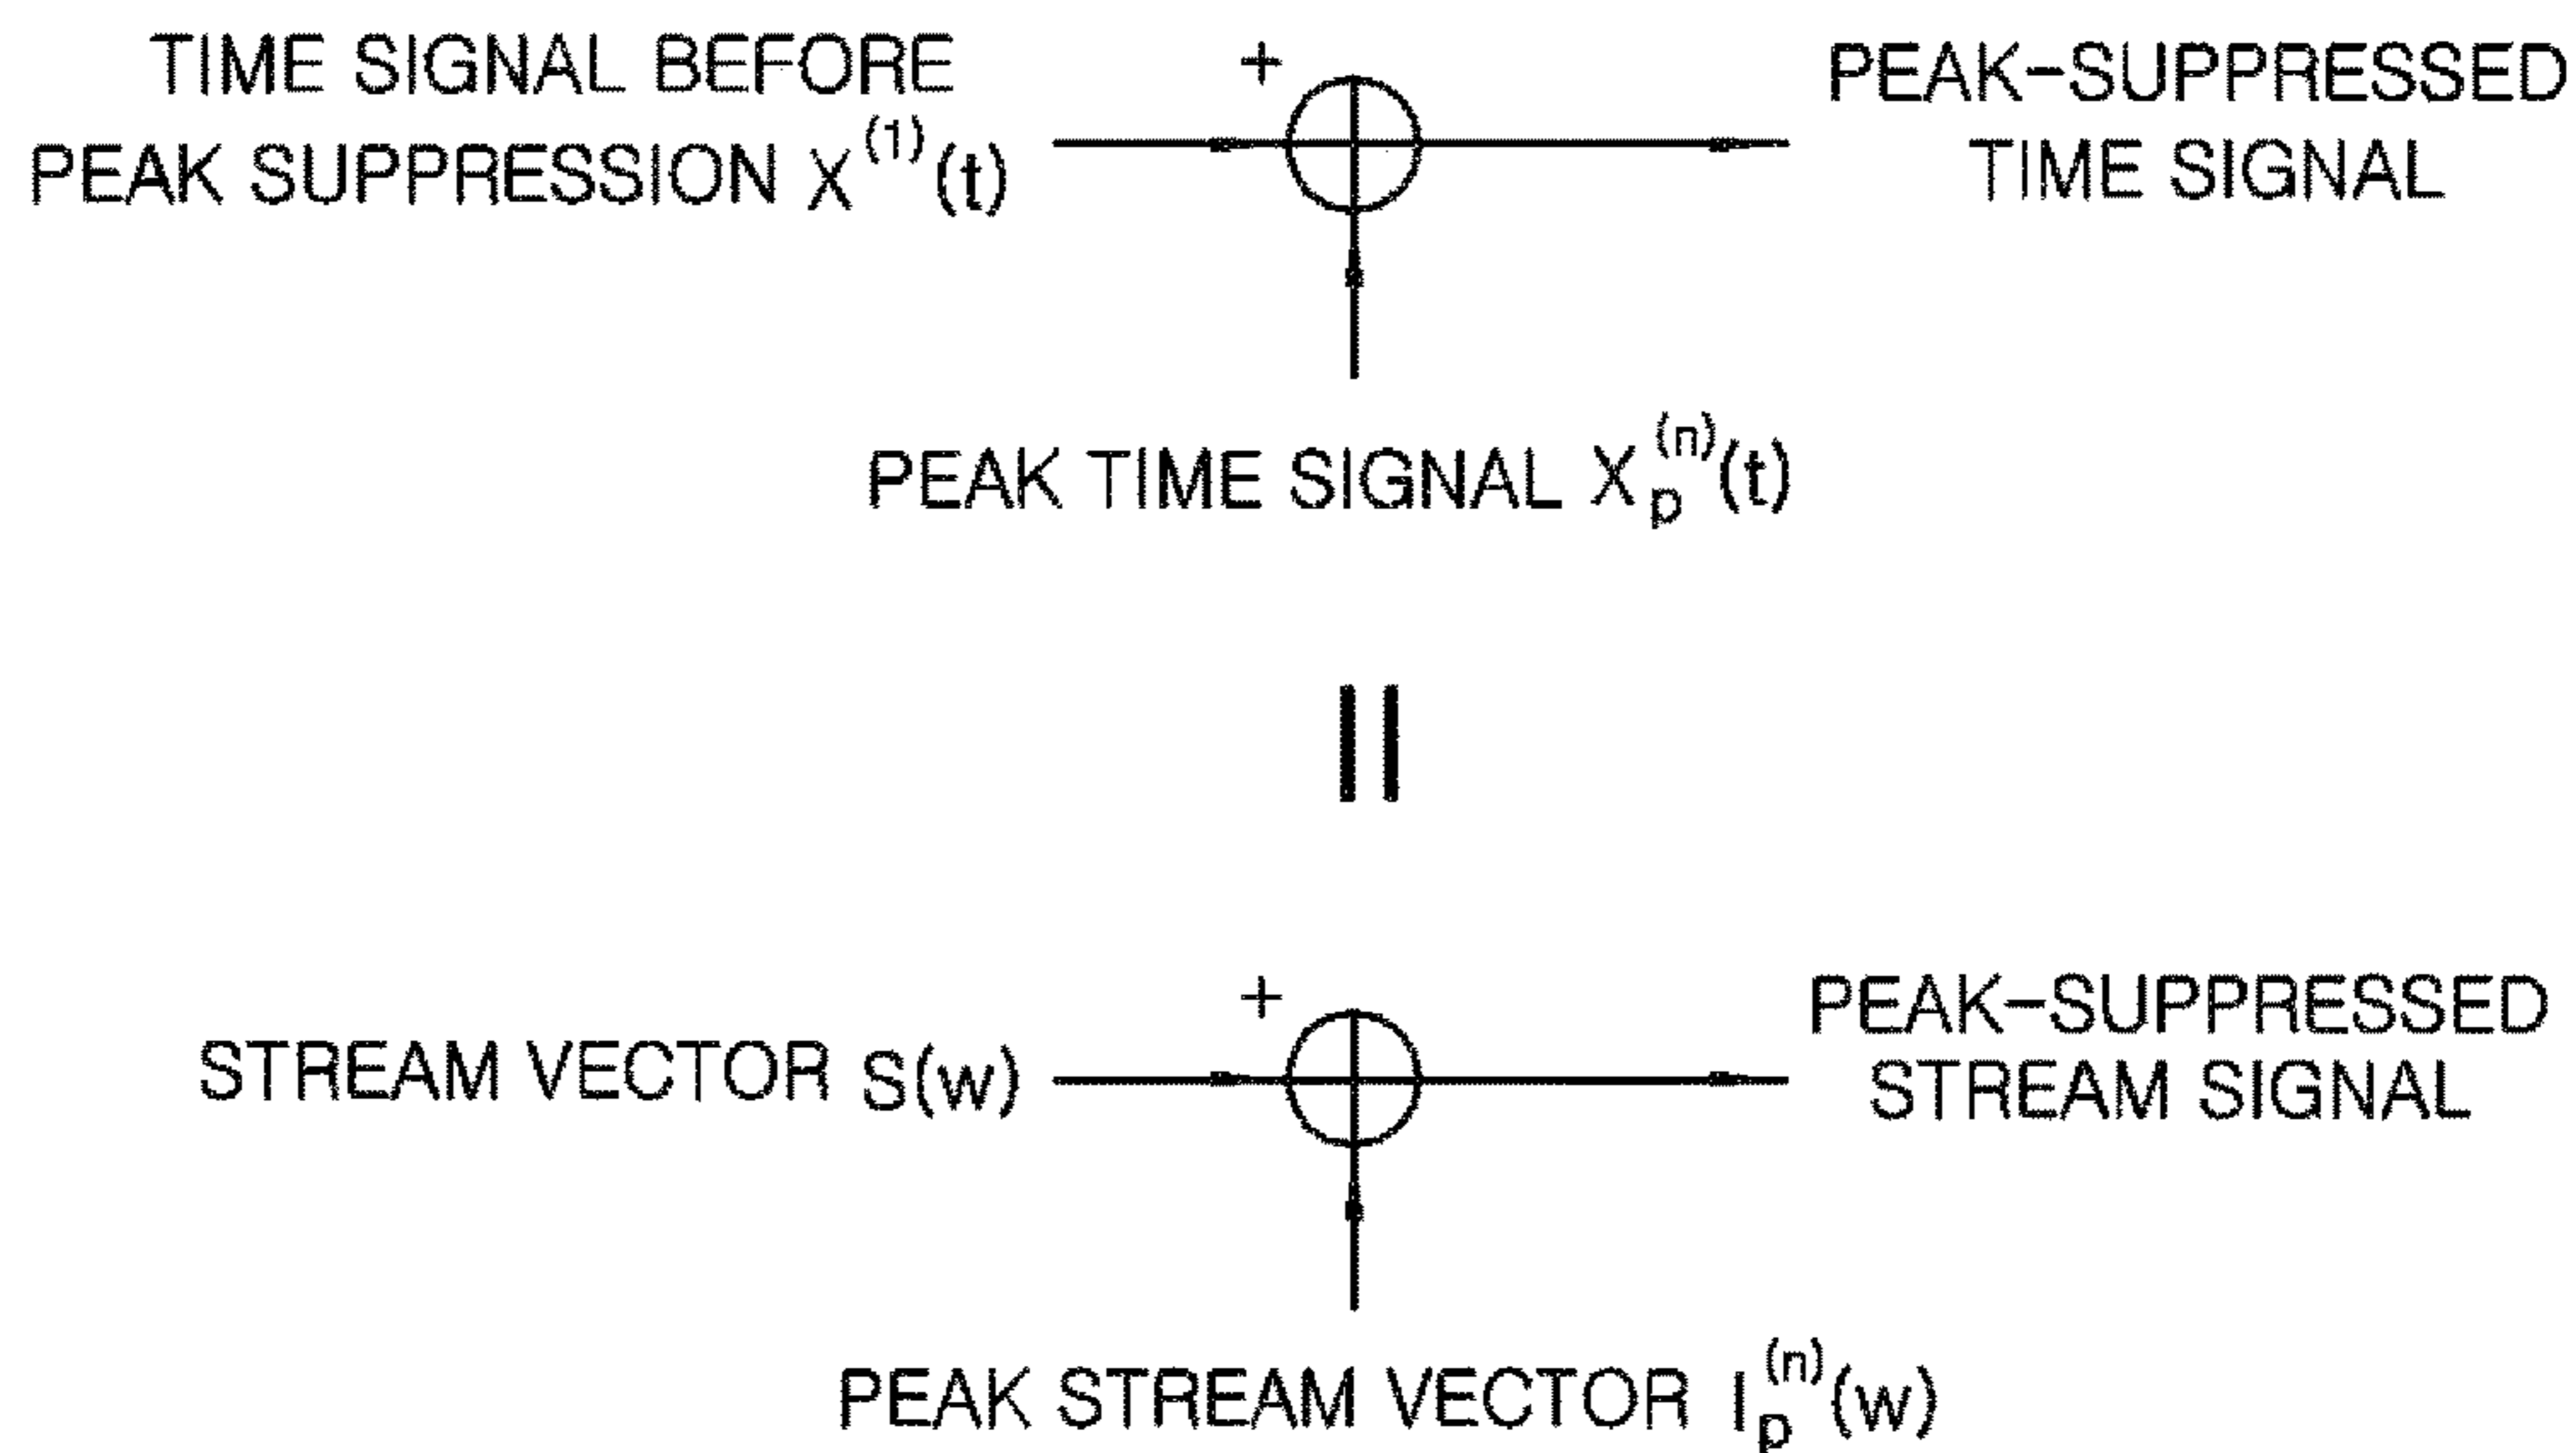 TIME SIGNAL BEFORE
PEAK SUPPRESSION X^(1)(t)
+
PEAK-SUPPRESSED
TIME SIGNAL
PEAK TIME SIGNAL X_p^(n)(t)
STREAM VECTOR S(w)
+
PEAK-SUPPRESSED
STREAM SIGNAL
PEAK STREAM VECTOR I_p^(n)(w)